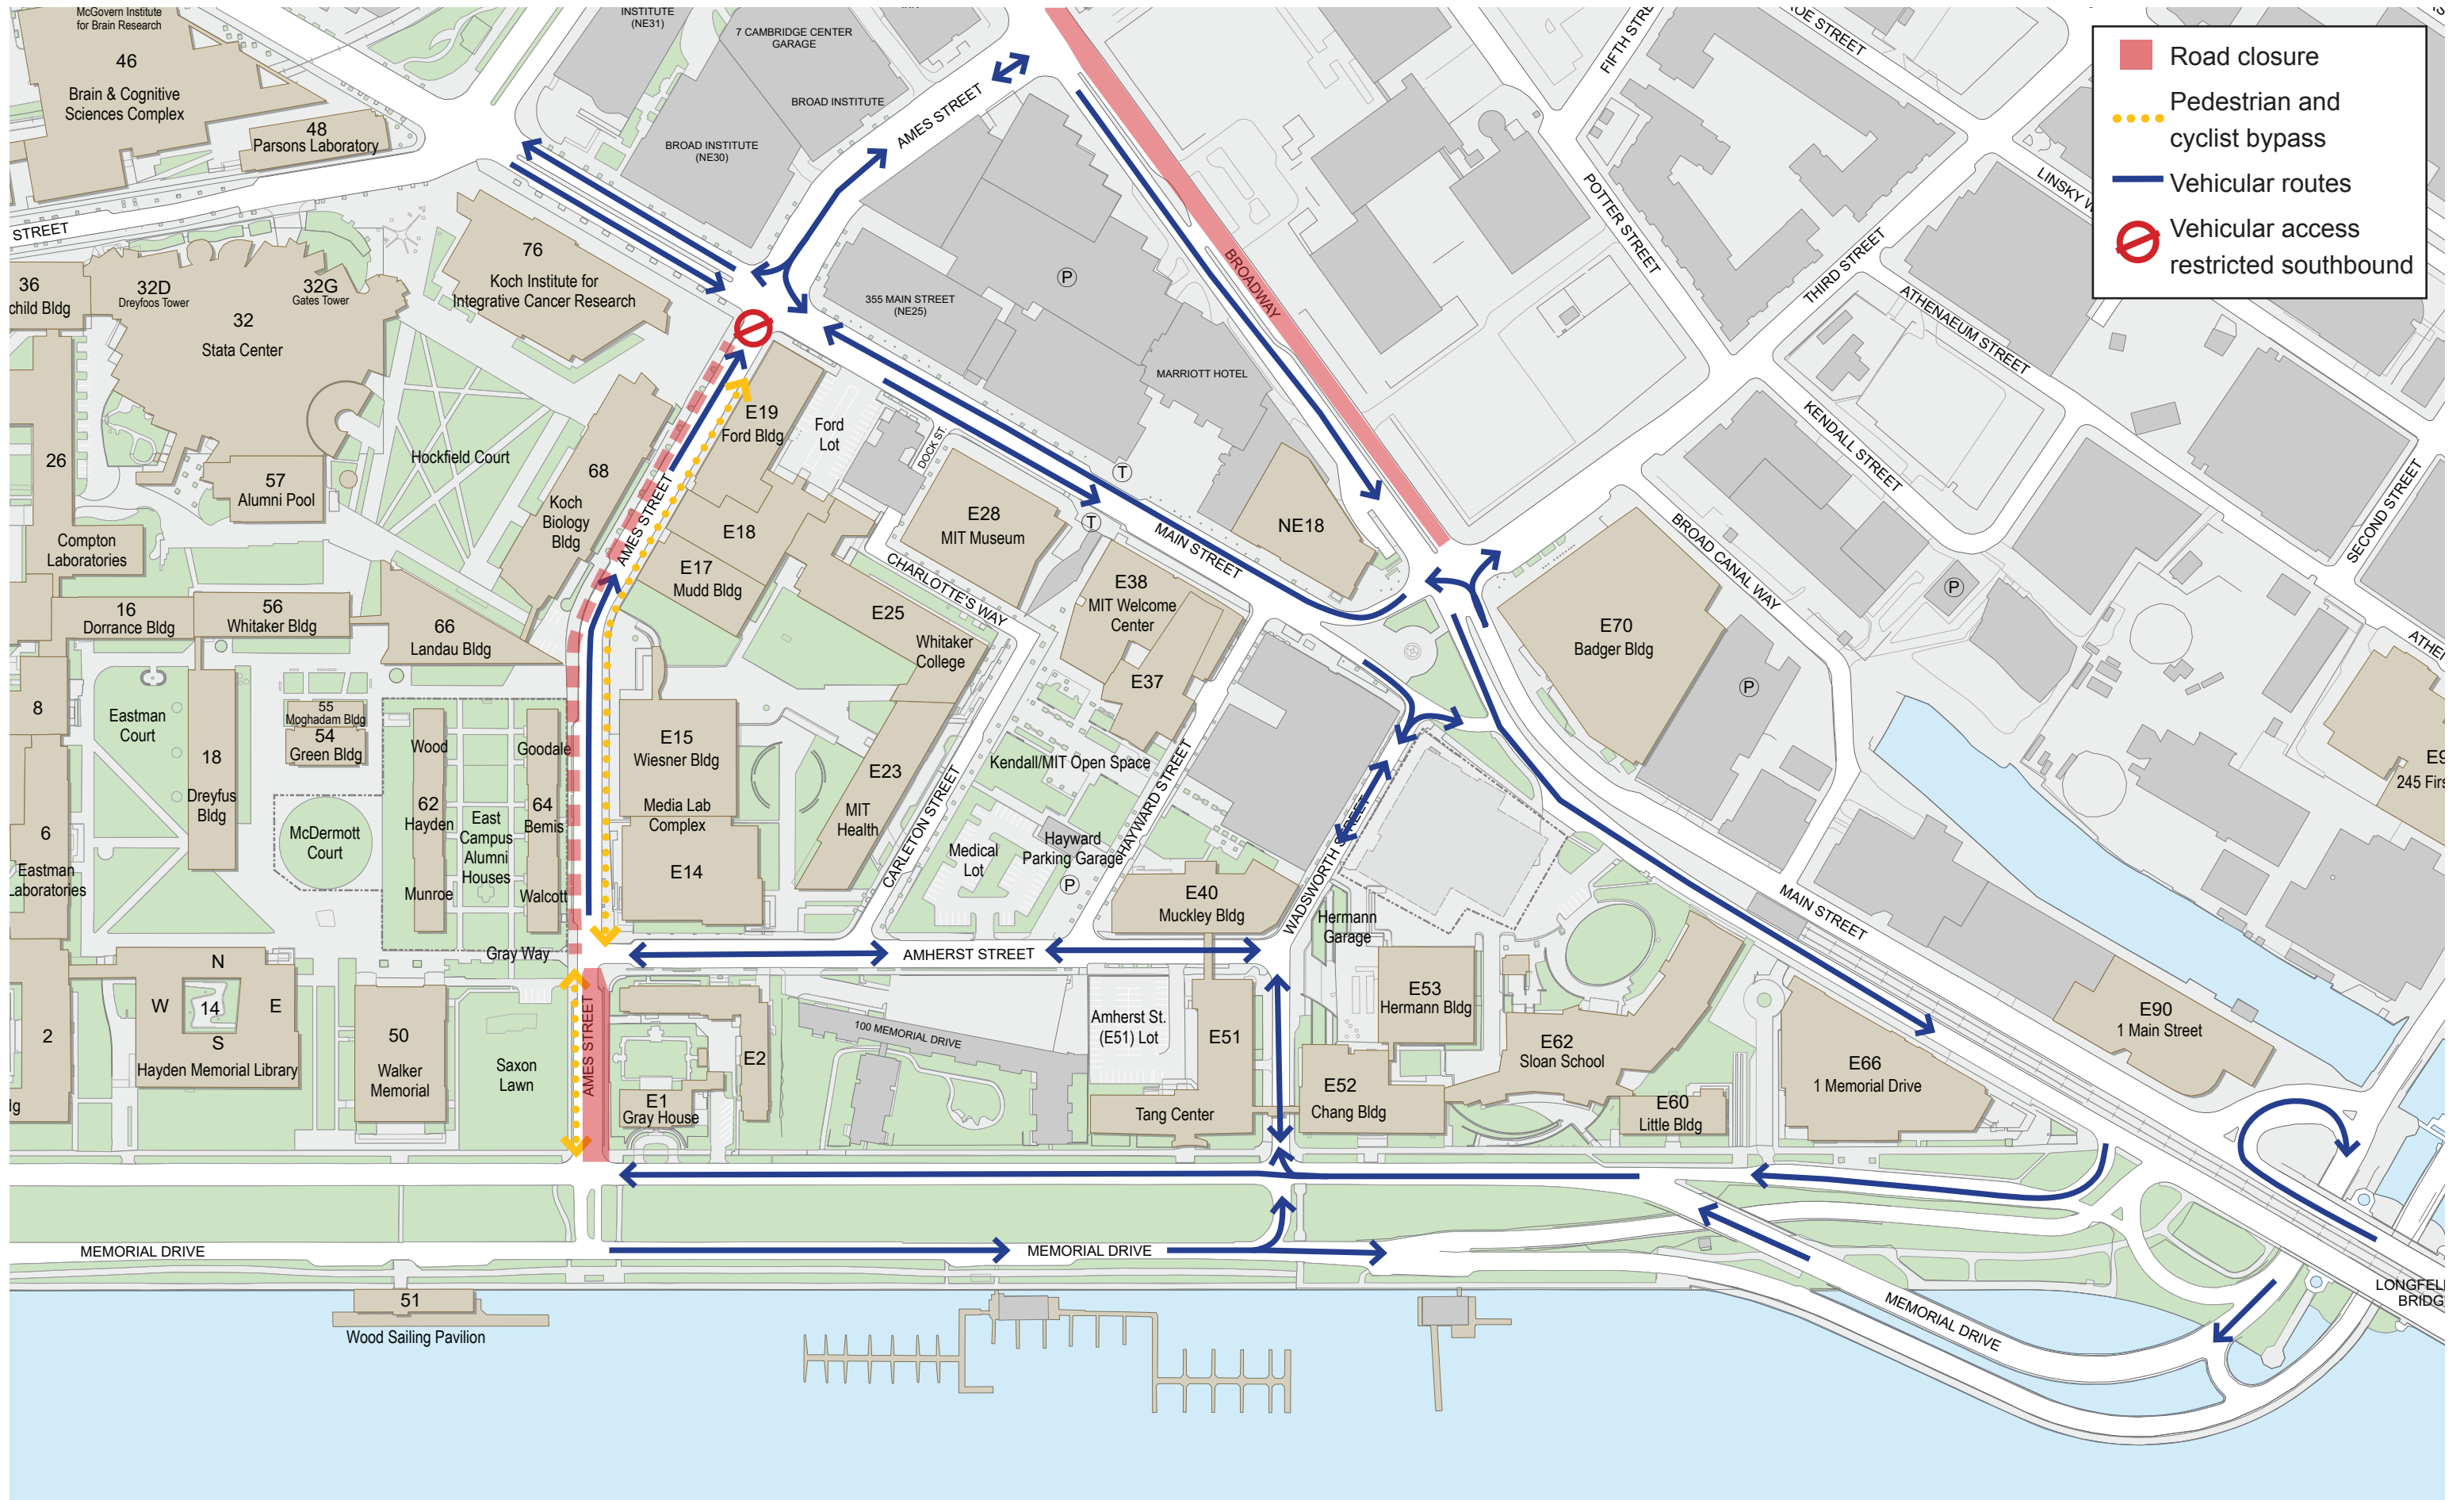 McGovern Institute
for Brain Research
46
Brain & Cognitive
Sciences Complex
48
Parsons Laboratory
INSTITUTE
(NE31)
7 CAMBRIDGE CENTER
GARAGE
BROAD INSTITUTE
BROAD INSTITUTE
(NE30)
AMES STREET
FIFTH STRE
STREET
Road closure
Pedestrian and
cyclist bypass
Vehicular routes
Vehicular access
restricted southbound
STREET
36
child Bldg
32D
Dreyfoos Tower
32G
Gates Tower
32
Stata Center
76
Koch Institute for
Integrative Cancer Research
355 MAIN STREET
(NE25)
P
BROADWAY
MARRIOTT HOTEL
POTTER STREET
LINSKY W
THIRD STREET
ATHENAEUM STREET
KENDALL STREET
SECOND STREET
BROAD CANAL WAY
26
57
Alumni Pool
Hockfield Court
68
Koch
Biology
Bldg
AMES STREET
E19
Ford Bldg
Ford
Lot
DOCK ST.
E18
E17
Mudd Bldg
E28
MIT Museum
T
T
MAIN STREET
NE18
CHARLOTTE'S WAY
E38
MIT Welcome
Center
E37
E25
Whitaker
College
E70
Badger Bldg
P
P
ATHE
E9
245 Firs
Compton
Laboratories
16
Dorrance Bldg
56
Whitaker Bldg
66
Landau Bldg
8
Eastman
Court
18
Dreyfus
Bldg
55
Moghadam Bldg
54
Green Bldg
McDermott
Court
Wood
62
Hayden
Munroe
East
Campus
Alumni
Houses
Goodale
64
Bemis
Walcott
E15
Wiesner Bldg
Media Lab
Complex
E14
E23
MIT
Health
CARLETON STREET
Kendall/MIT Open Space
Medical
Lot
Hayward
Parking Garage
P
HAYWARD STREET
E40
Muckley Bldg
WADSWORTH STREET
Hermann
Garage
MAIN STREET
6
Eastman
Laboratories
Gray Way
AMHERST STREET
N
W
14
E
S
Hayden Memorial Library
2
lg
50
Walker
Memorial
Saxon
Lawn
AMES STREET
E2
E1
Gray House
100 MEMORIAL DRIVE
Amherst St.
(E51) Lot
E51
Tang Center
E53
Hermann Bldg
E52
Chang Bldg
E62
Sloan School
E60
Little Bldg
E66
1 Memorial Drive
E90
1 Main Street
MEMORIAL DRIVE
MEMORIAL DRIVE
MEMORIAL DRIVE
LONGFEL
BRIDG
51
Wood Sailing Pavilion